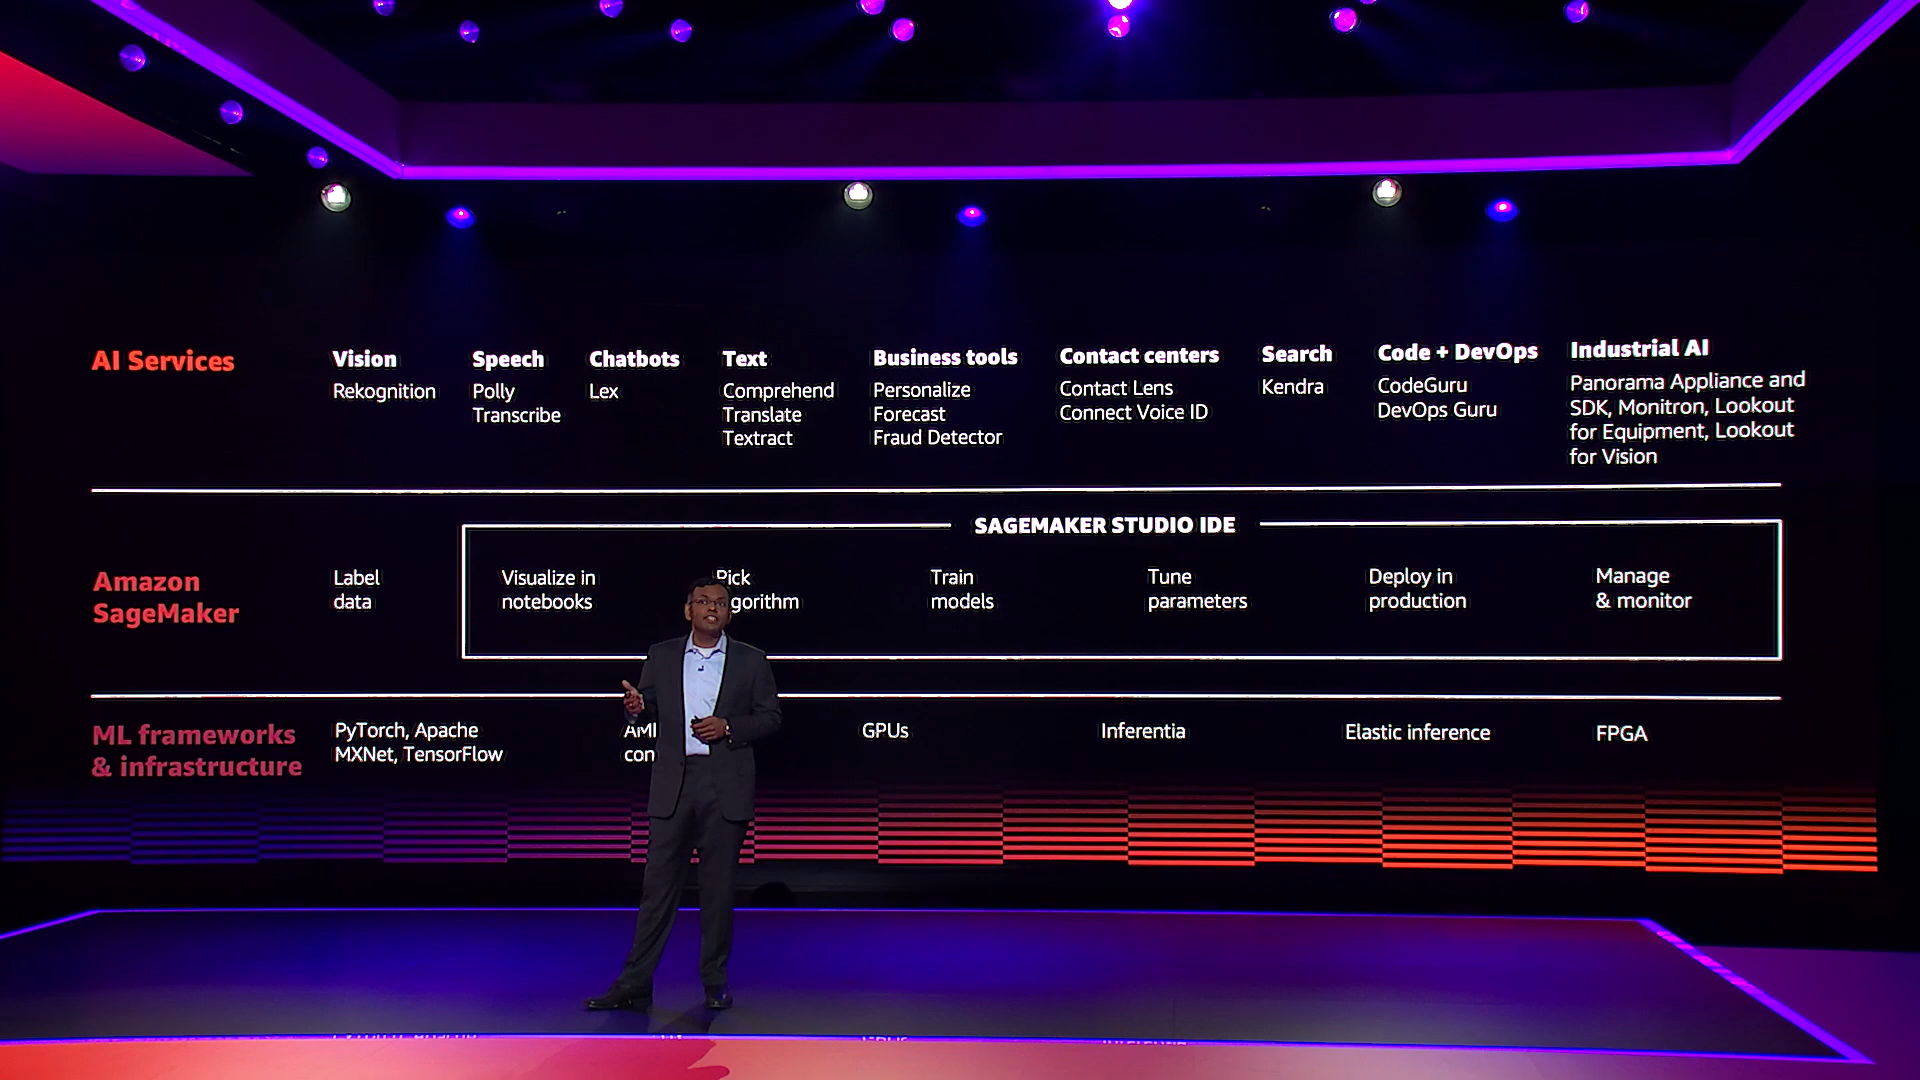 AI Services
Vision
Rekognition
Speech
Polly
Transcribe
Chatbots
Lex
Text
Comprehend
Translate
Textract
Business tools
Personalize
Forecast
Fraud Detector
Contact centers
Contact Lens
Connect Voice ID
Search
Kendra
Code + DevOps
CodeGuru
DevOps Guru
Industrial AI
Panorama Appliance and
SDK, Monitron, Lookout
for Equipment, Lookout
for Vision
SAGEMAKER STUDIO IDE
Amazon
SageMaker
Label
data
Visualize in
notebooks
Pick
Train
models
Tune
parameters
Deploy in
production
Manage
& monitor
ML frameworks
& infrastructure
PyTorch, Apache
MXNet, TensorFlow
GPUs
Inferentia
Elastic inference
FPGA